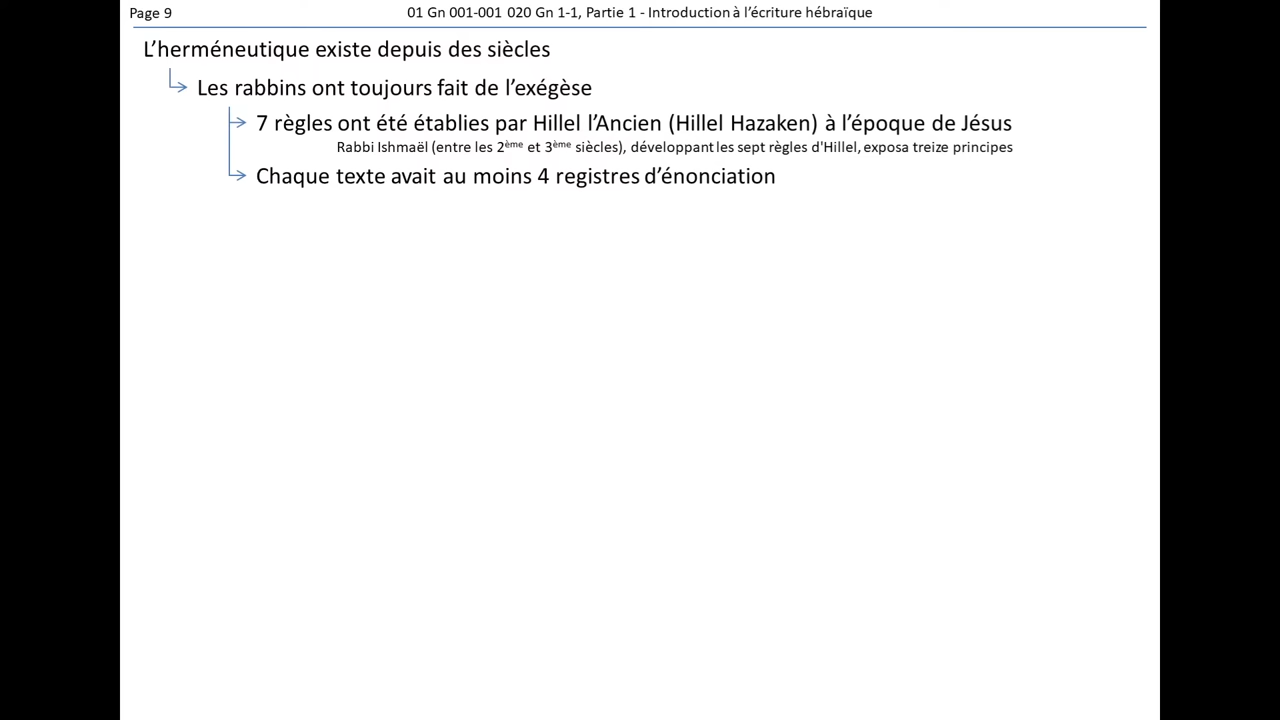 Page 9
01 Gn 001-001 020 Gn 1-1, Partie 1 - Introduction à l’écriture hébraïque
L’herméneutique existe depuis des siècles
Les rabbins ont toujours fait de l’exégèse
7 règles ont été établies par Hillel l’Ancien (Hillel Hazaken) à l’époque de Jésus
Rabbi Ishmaël (entre les 2ème et 3ème siècles), développant les sept règles d'Hillel, exposa treize principes
Chaque texte avait au moins 4 registres d’énonciation